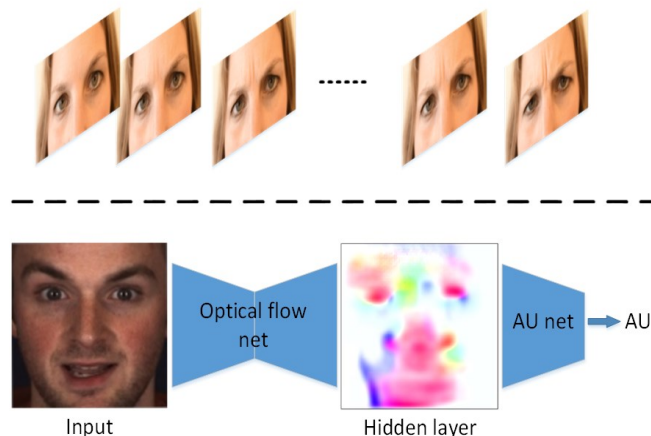 Optical flow
net
AU net
AU
Input
Hidden layer